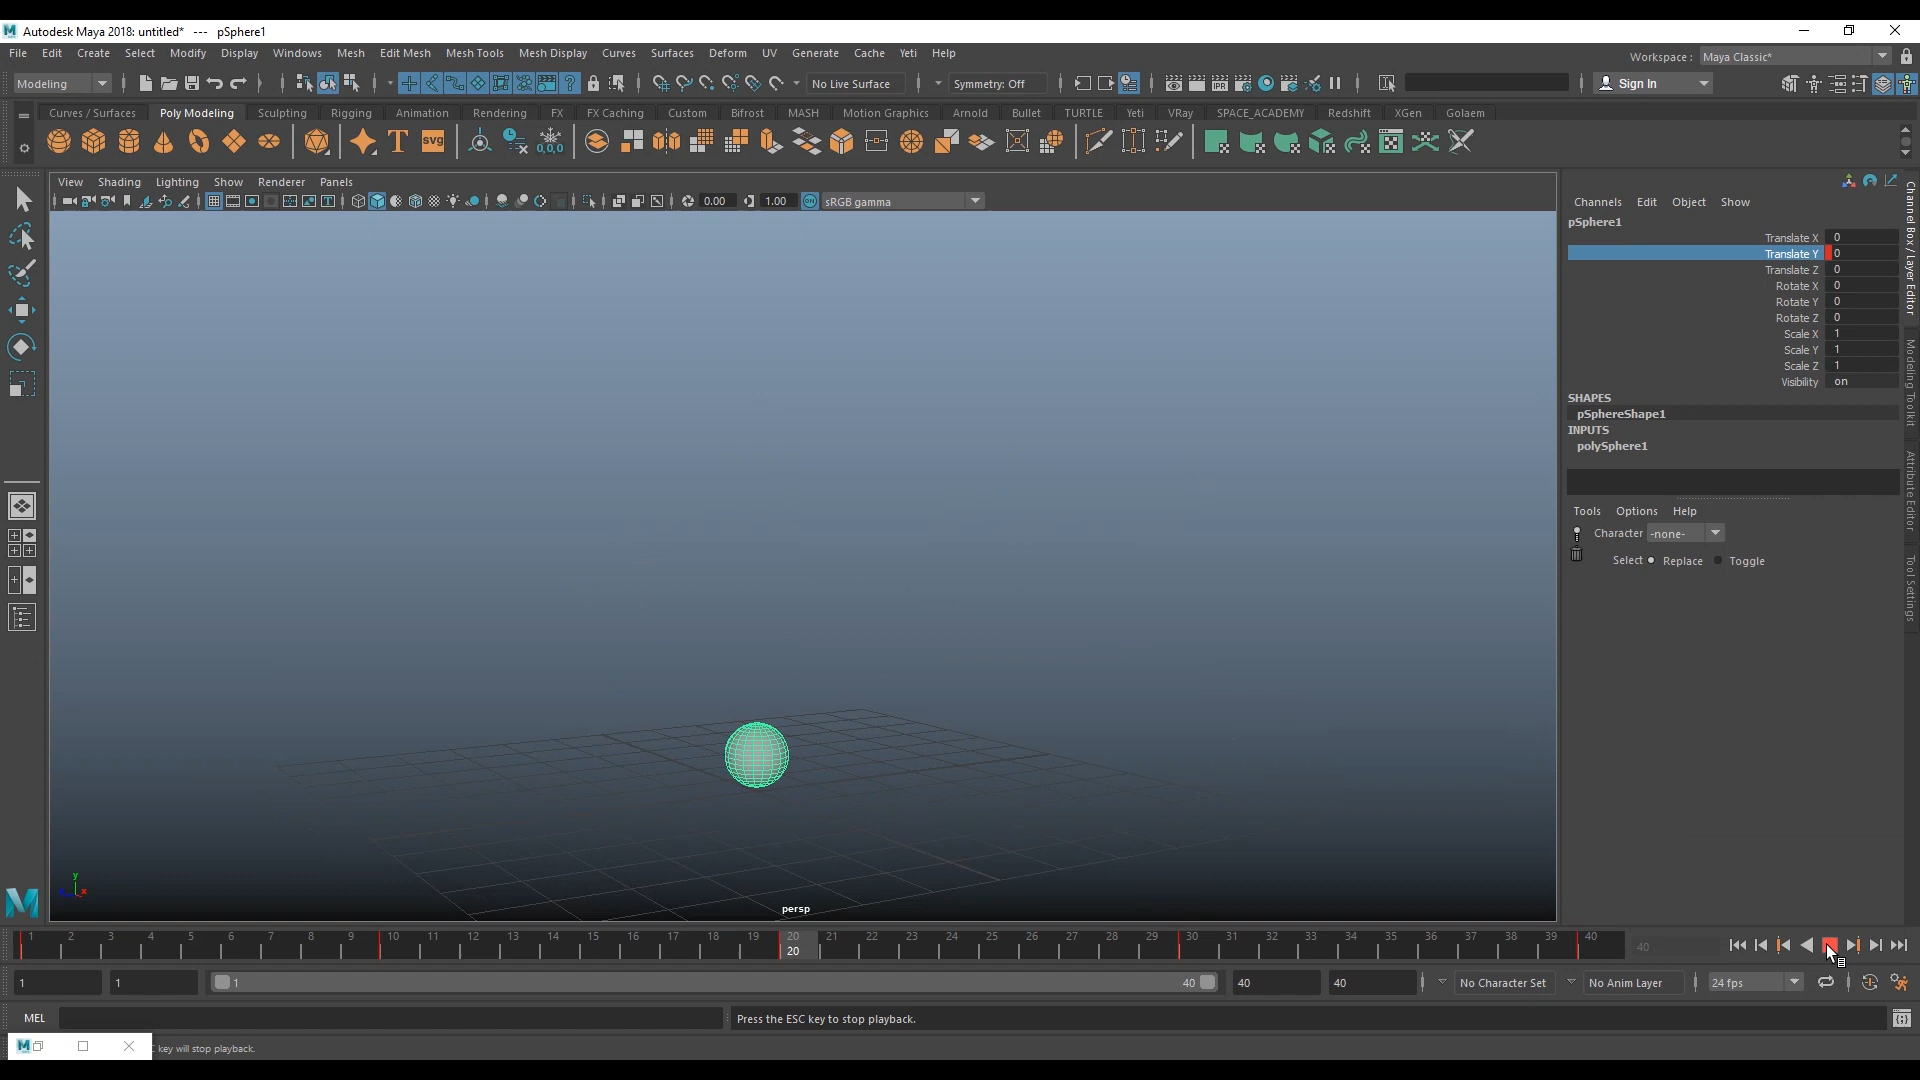 Autodesk Maya 2018: untitled* --- pSphere1
File Edit Create Select Modify Display Windows Mesh Edit Mesh Mesh Tools Mesh Display Curves Surfaces Deform UV Generate Cache Yeti Help
Workspace : Maya Classic*
Modeling No Live Surface Symmetry: Off IPR Sign In
Curves / Surfaces Poly Modeling Sculpting Rigging Animation Rendering FX FX Caching Custom Bifrost MASH Motion Graphics Arnold Bullet TURTLE Yeti VRay SPACE_ACADEMY Redshift XGen Golaem
T SVG 0,0,0
View Shading Lighting Show Renderer Panels
0.00 1.00 ON sRGB gamma
Channels Edit Object Show
pSphere1
Translate X 0
Translate Y 0
Translate Z 0
Rotate X 0
Rotate Y 0
Rotate Z 0
Scale X 1
Scale Y 1
Scale Z 1
Visibility on
SHAPES
pSphereShape1
INPUTS
polySphere1
Tools Options Help
Character -none-
Select Replace Toggle
Channel Box / Layer Editor
Modeling Toolkit
Attribute Editor
Tool Settings
y
x
persp
1 2 3 4 5 6 7 8 9 10 11 12 13 14 15 16 17 18 19 20 21 22 23 24 25 26 27 28 29 30 31 32 33 34 35 36 37 38 39 40
20
40
1 1 1 40 40 40 No Character Set No Anim Layer 24 fps
MEL Press the ESC key to stop playback.
key will stop playback.